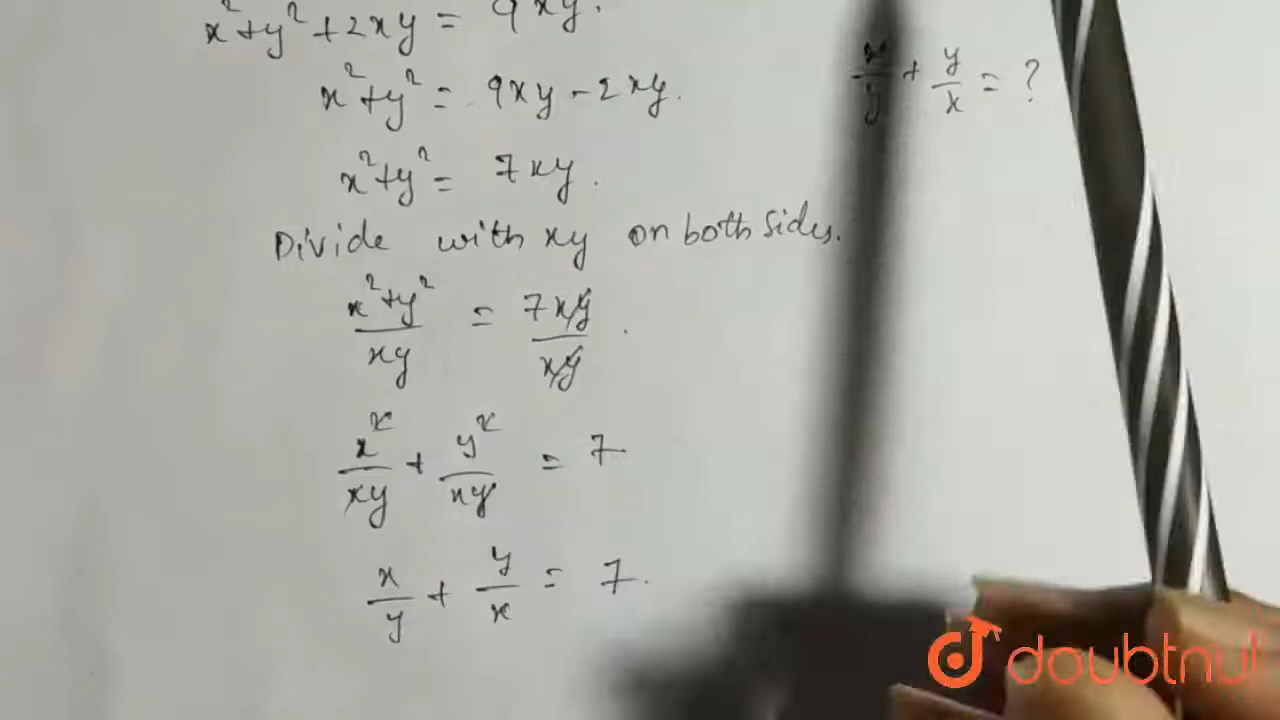 x²+y²+2xy = 9xy.
x²+y² = 9xy-2xy.
x/y + y/x = ?
x²+y² = 7xy.
Divide with xy on both sides.
x²+y²/xy = 7xy/xy.
x²/xy + y²/xy = 7
x/y + y/x = 7.
doubtnut